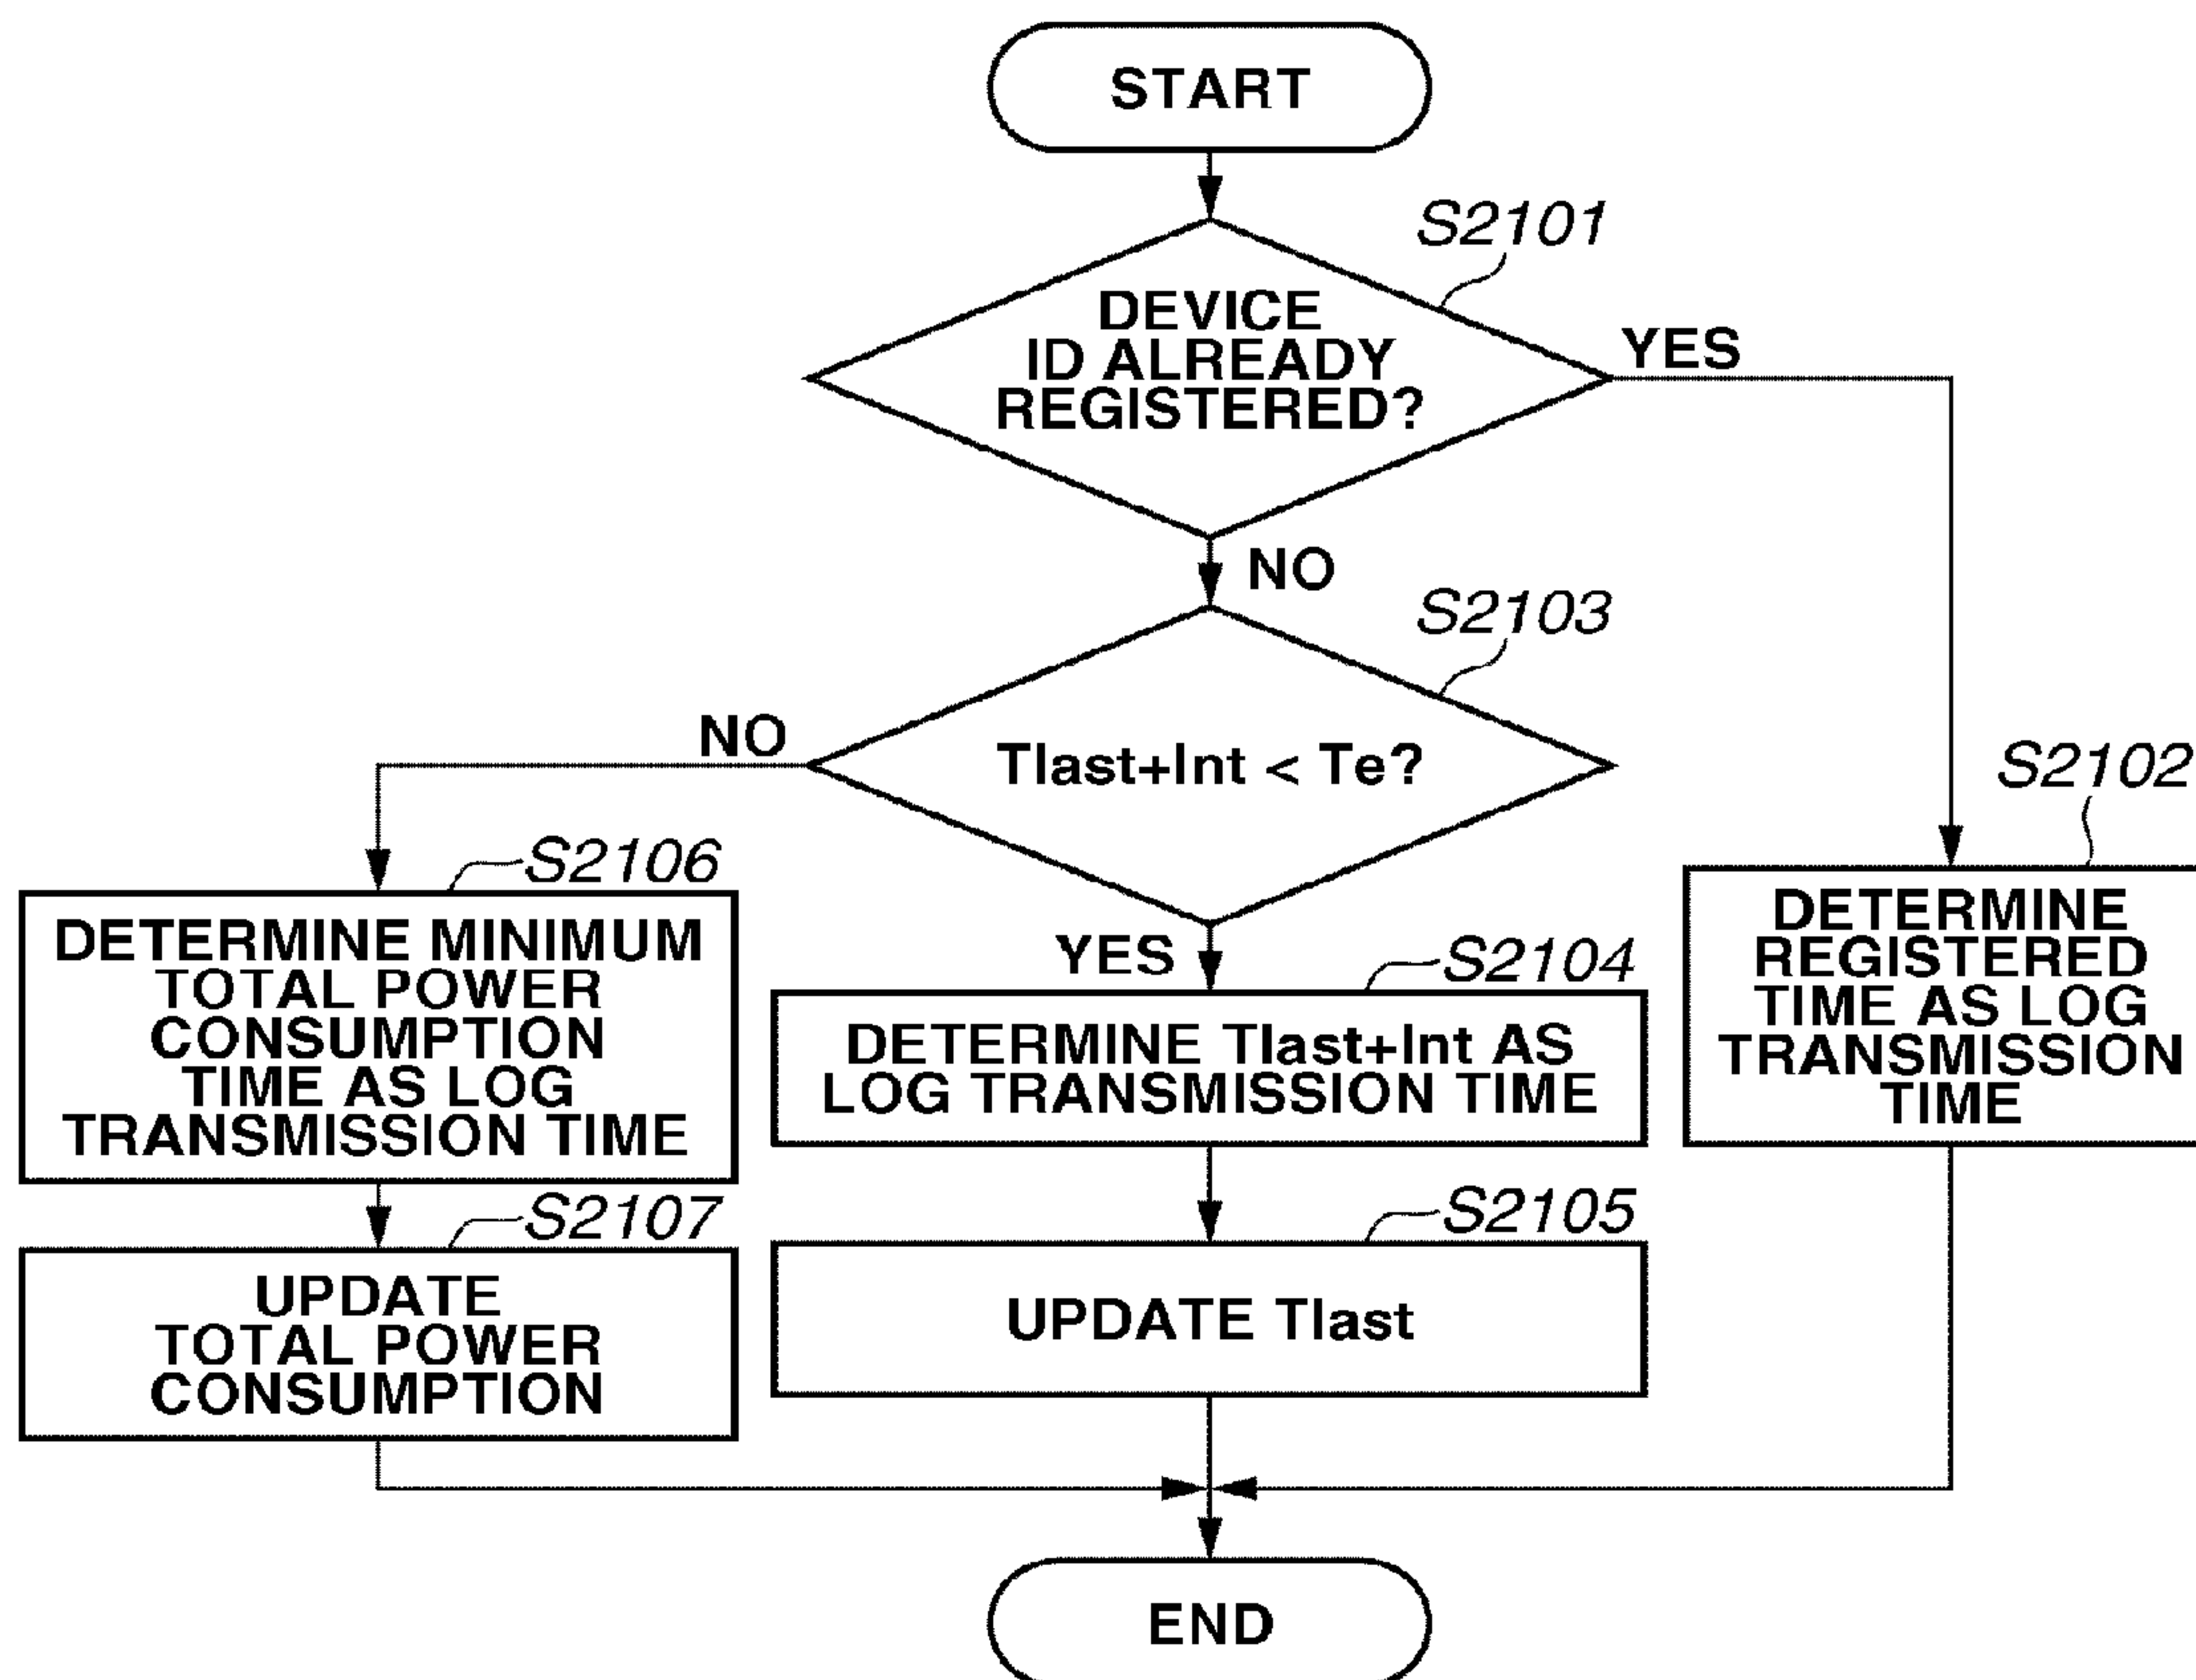 START
S2101
DEVICE
ID ALREADY
REGISTERED?
YES
NO
S2103
Tlast+Int < Te?
NO
YES
S2102
DETERMINE
REGISTERED
TIME AS LOG
TRANSMISSION
TIME
S2106
DETERMINE MINIMUM
TOTAL POWER
CONSUMPTION
TIME AS LOG
TRANSMISSION TIME
S2104
DETERMINE Tlast+Int AS
LOG TRANSMISSION TIME
S2107
UPDATE
TOTAL POWER
CONSUMPTION
S2105
UPDATE Tlast
END